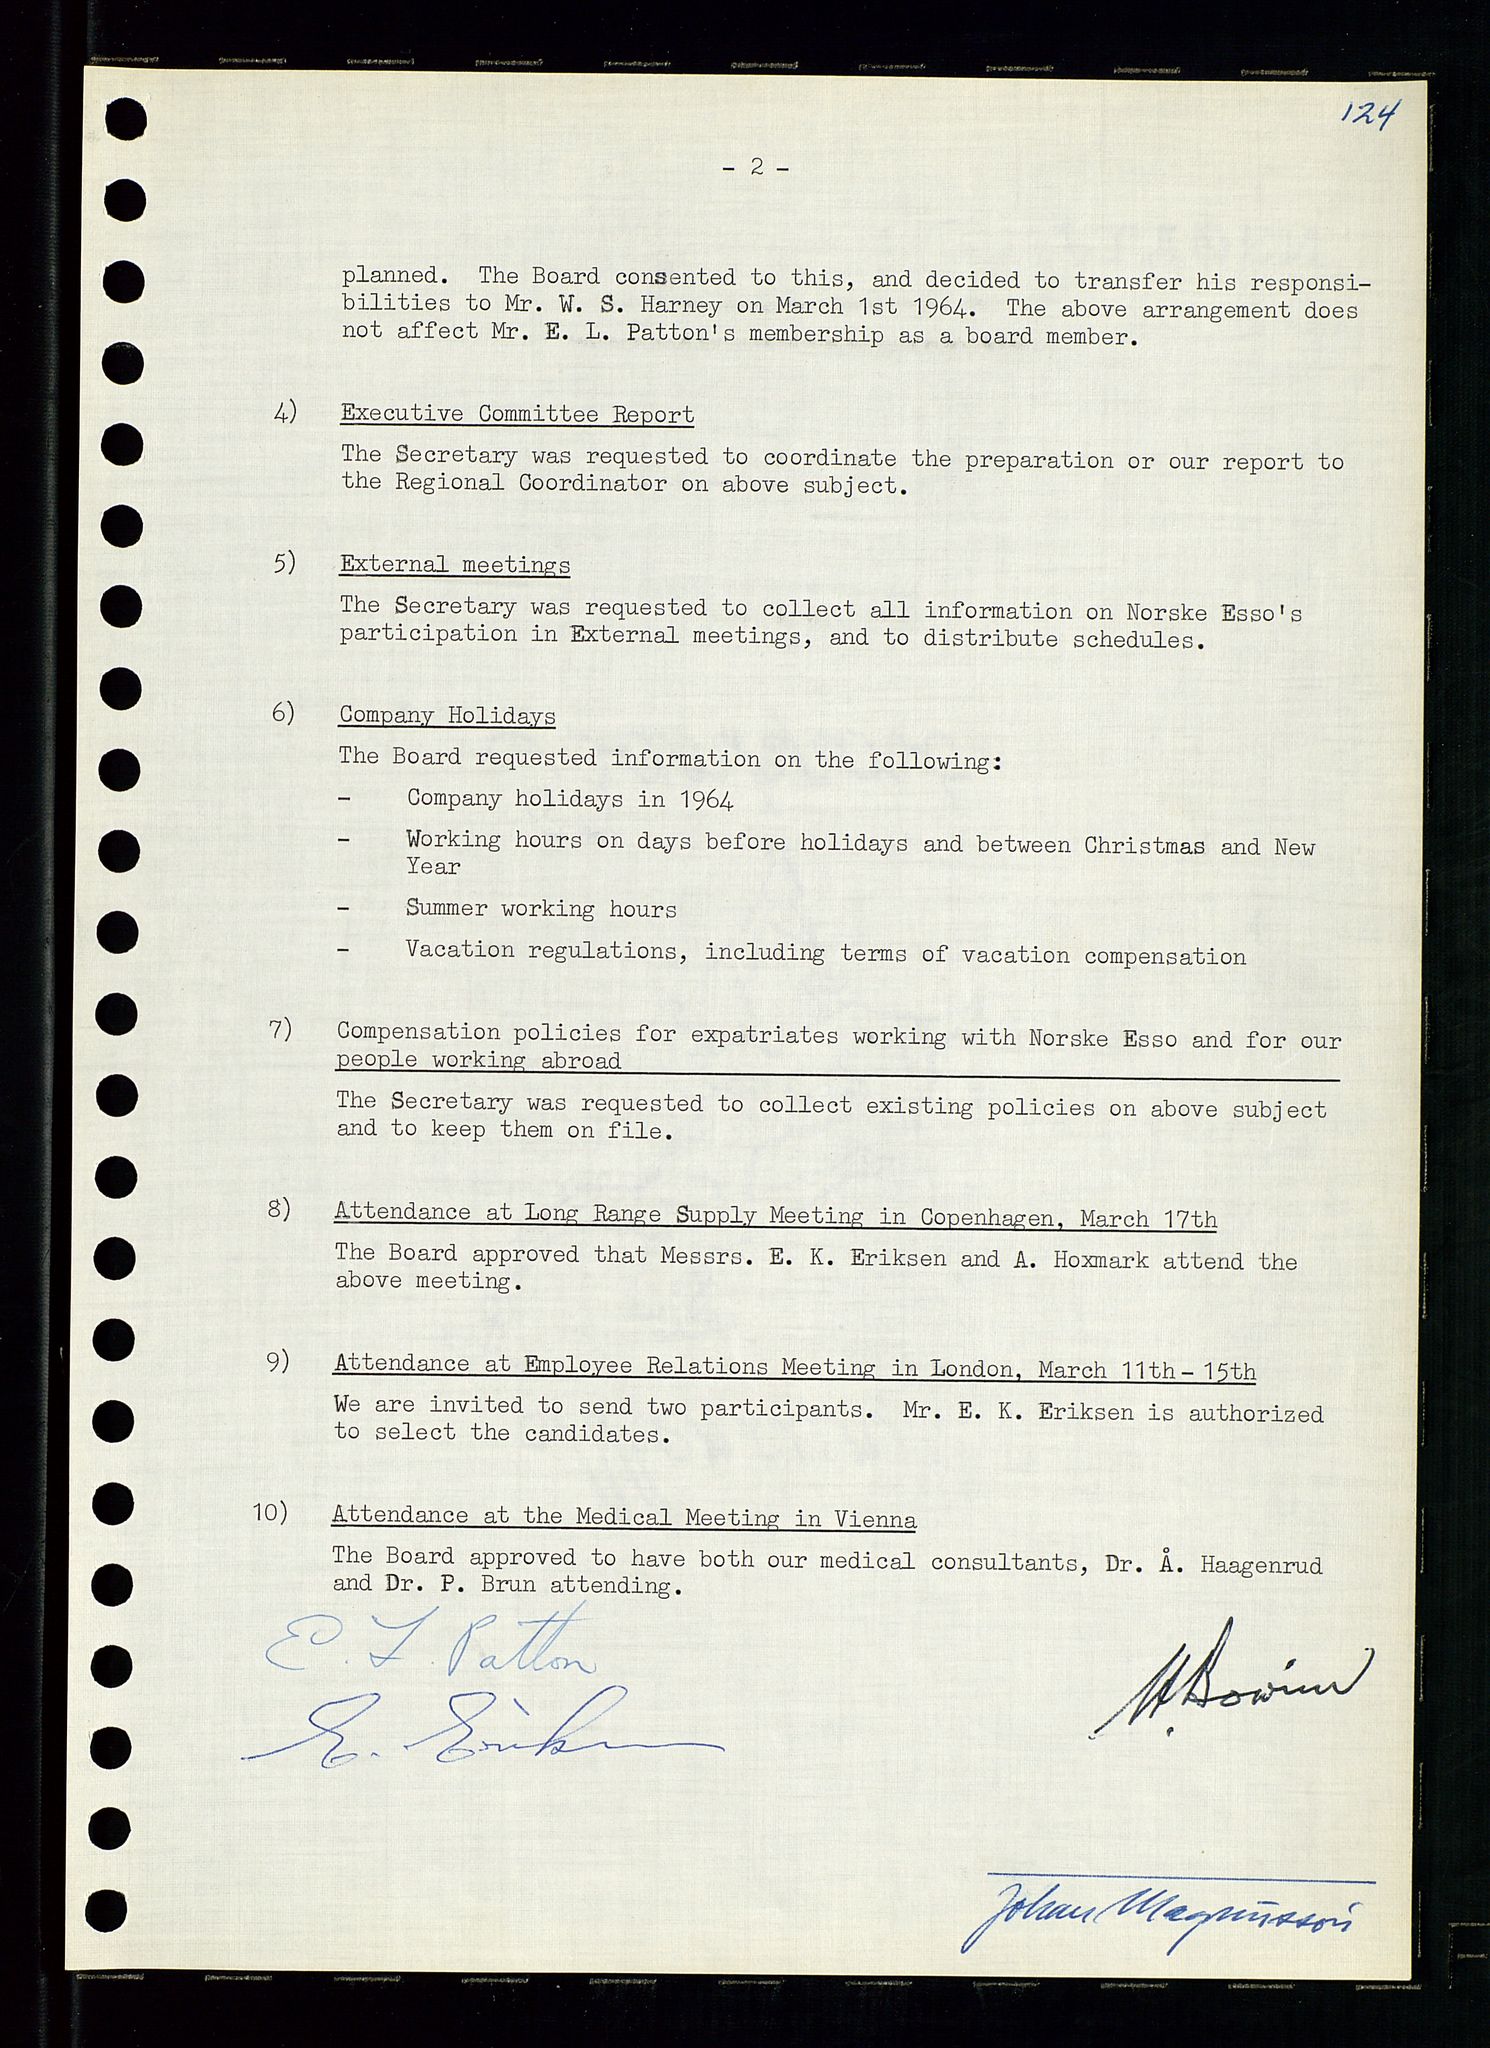 124
- 2 -
planned. The Board consented to this, and decided to transfer his responsi-
bilities to Mr. W. S. Harney on March 1st 1964. The above arrangement does
not affect Mr. E. L. Patton's membership as a board member.
4) Executive Committee Report
The Secretary was requested to coordinate the preparation or our report to
the Regional Coordinator on above subject.
5) External meetings
The Secretary was requested to collect all information on Norske Esso's
participation in External meetings, and to distribute schedules.
6) Company Holidays
The Board requested information on the following:
- Company holidays in 1964
- Working hours on days before holidays and between Christmas and New
Year
- Summer working hours
- Vacation regulations, including terms of vacation compensation
7) Compensation policies for expatriates working with Norske Esso and for our
people working abroad
The Secretary was requested to collect existing policies on above subject
and to keep them on file.
8) Attendance at Long Range Supply Meeting in Copenhagen, March 17th
The Board approved that Messrs. E. K. Eriksen and A. Hoxmark attend the
above meeting.
9) Attendance at Employee Relations Meeting in London, March 11th - 15th
We are invited to send two participants. Mr. E. K. Eriksen is authorized
to select the candidates.
10) Attendance at the Medical Meeting in Vienna
The Board approved to have both our medical consultants, Dr. Å. Haagenrud
and Dr. P. Brun attending.
E. L. Patton
E. Eriksen
Johan Magnusson